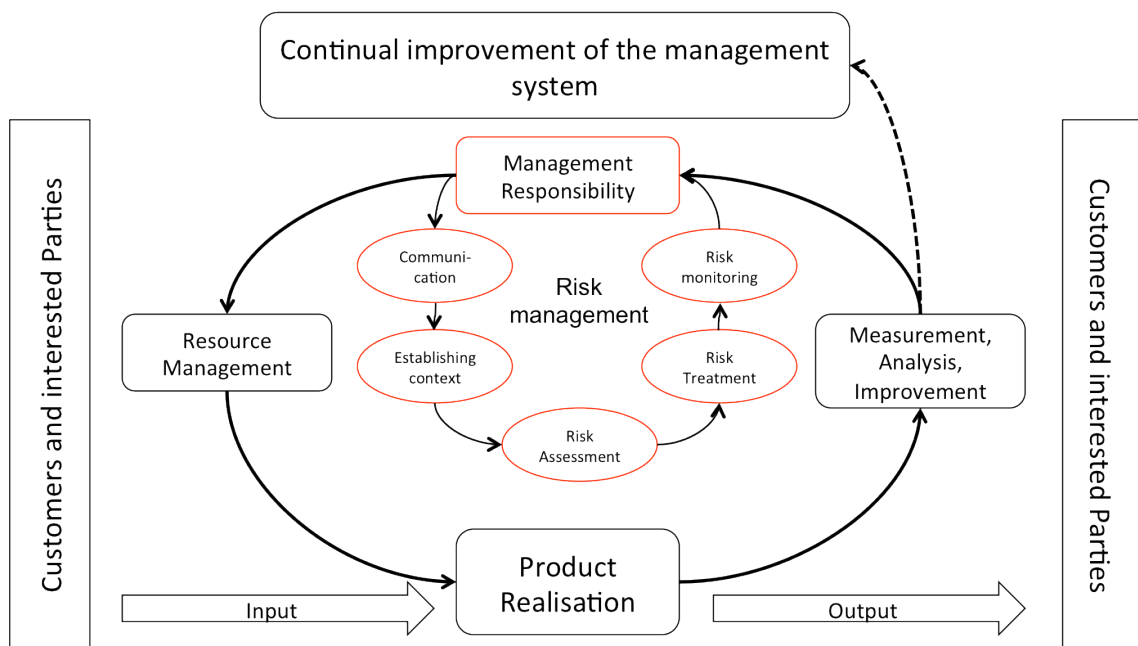 Continual improvement of the management
system
Customers and interested Parties
Management
Responsibility
Communi-
cation
Risk
monitoring
Risk
management
Resource
Management
Establishing
context
Risk
Treatment
Measurement,
Analysis,
Improvement
Risk
Assessment
Product
Realisation
Input
Output
Customers and interested Parties